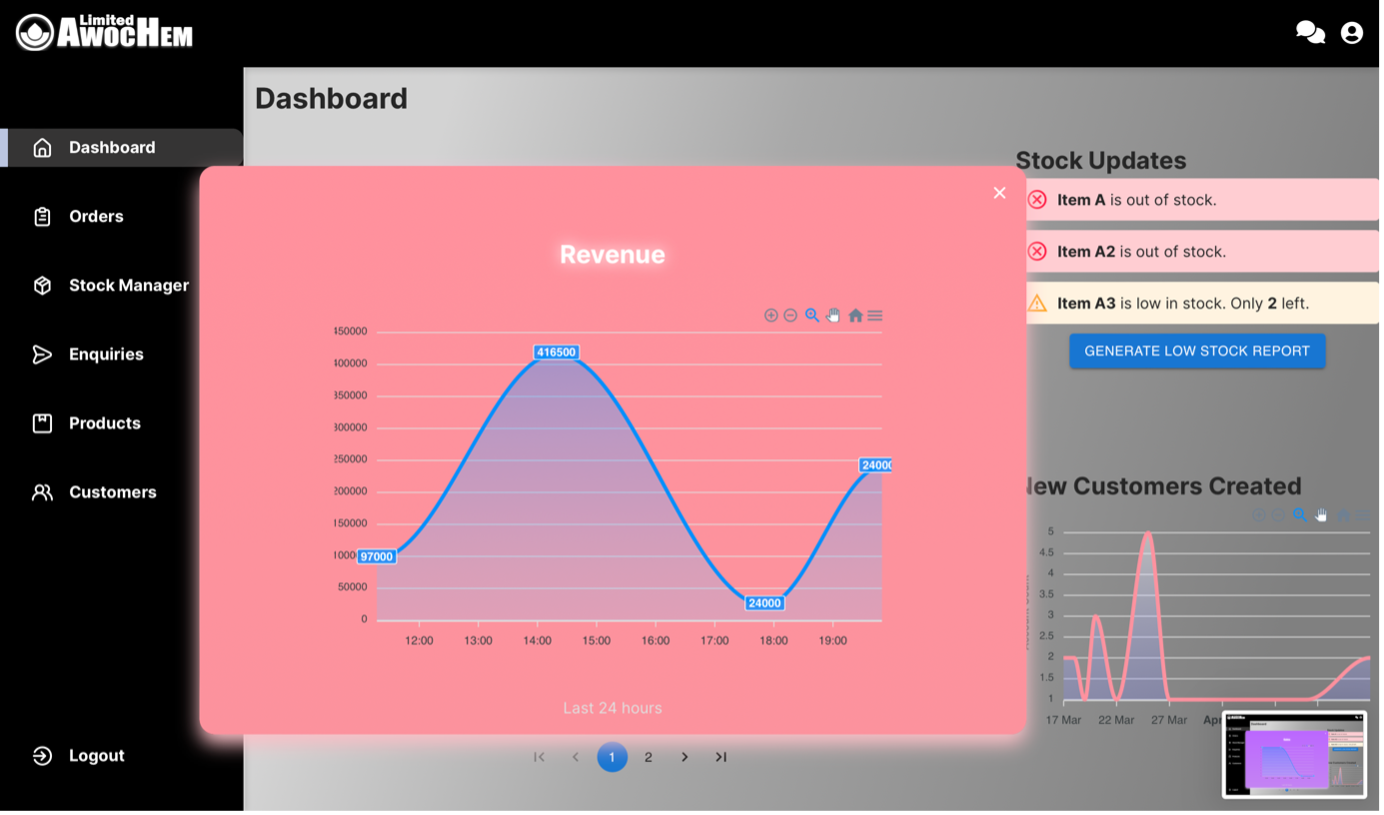 Limited
AWOCHEM
Dashboard
Dashboard
Orders
Stock Manager
Enquiries
Products
Customers
Logout
Stock Updates
Item A is out of stock.
Item A2 is out of stock.
Item A3 is low in stock. Only 2 left.
GENERATE LOW STOCK REPORT
Revenue
450000
400000
350000
300000
250000
200000
150000
50000
0
97000
416500
24000
12:00
13:00
14:00
15:00
16:00
17:00
18:00
19:00
Last 24 hours
1
2
New Customers Created
5
4.5
4
3.5
3
2.5
2
1.5
1
17 Mar
22 Mar
27 Mar